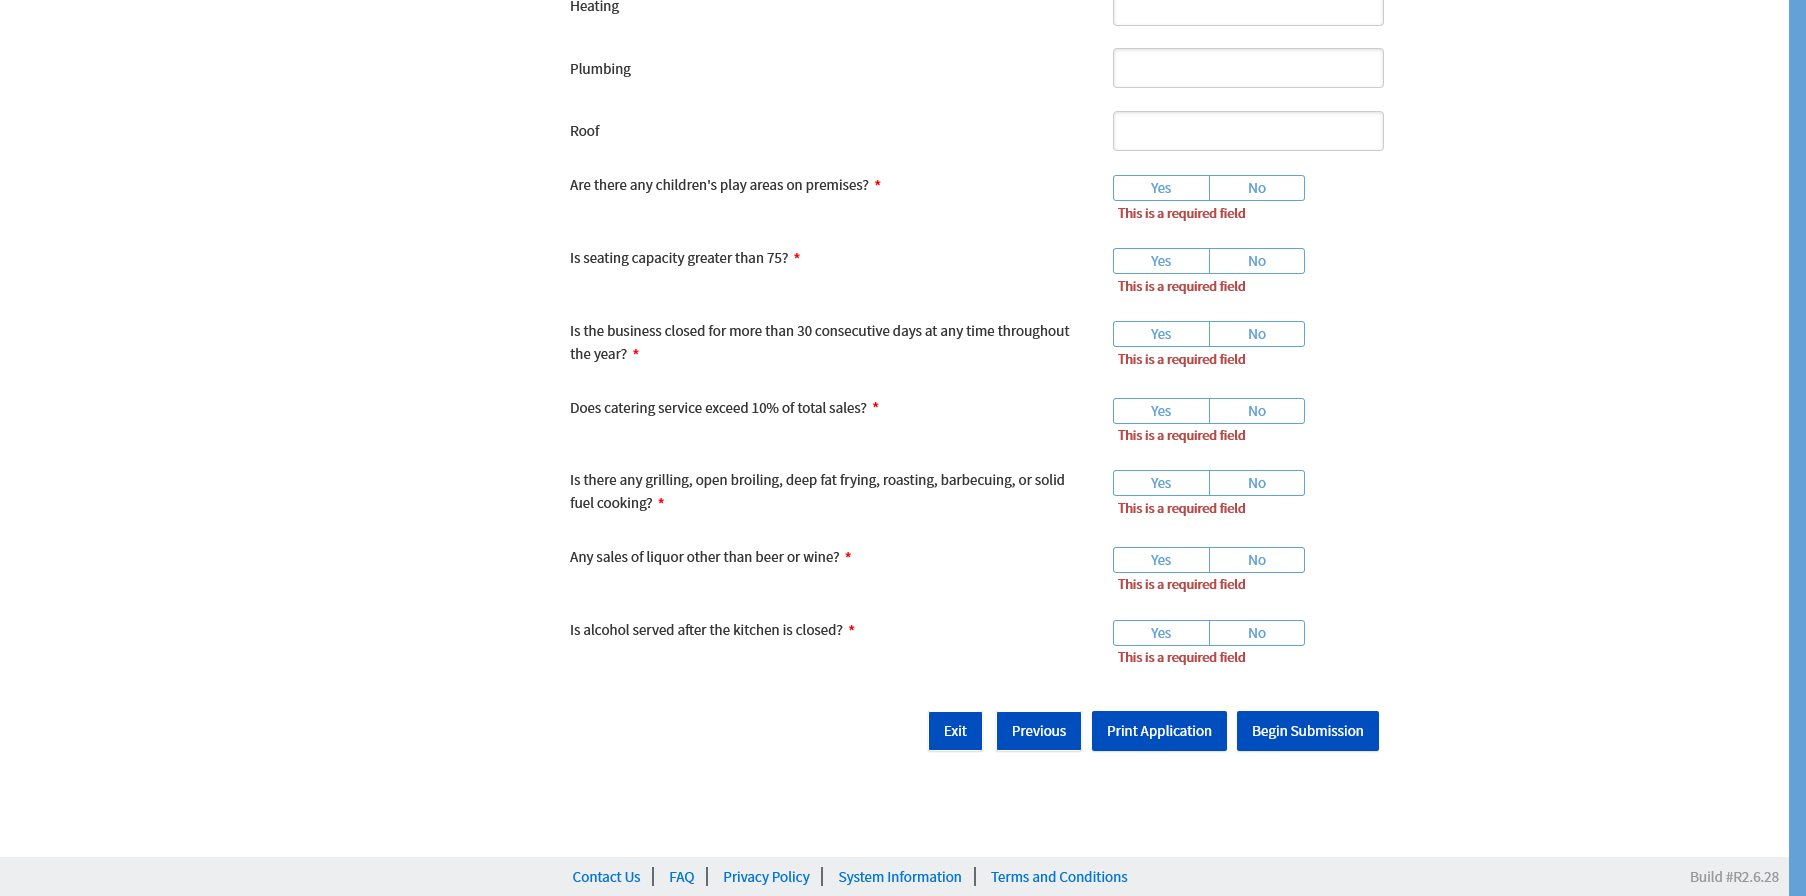 Heating
Plumbing
Roof
Are there any children's play areas on premises? *
Yes No
This is a required field
Is seating capacity greater than 75? *
Yes No
This is a required field
Is the business closed for more than 30 consecutive days at any time throughout
the year? *
Yes No
This is a required field
Does catering service exceed 10% of total sales? *
Yes No
This is a required field
Is there any grilling, open broiling, deep fat frying, roasting, barbecuing, or solid
fuel cooking? *
Yes No
This is a required field
Any sales of liquor other than beer or wine? *
Yes No
This is a required field
Is alcohol served after the kitchen is closed? *
Yes No
This is a required field
Exit Previous Print Application Begin Submission
Contact Us | FAQ | Privacy Policy | System Information | Terms and Conditions Build #R2.6.28